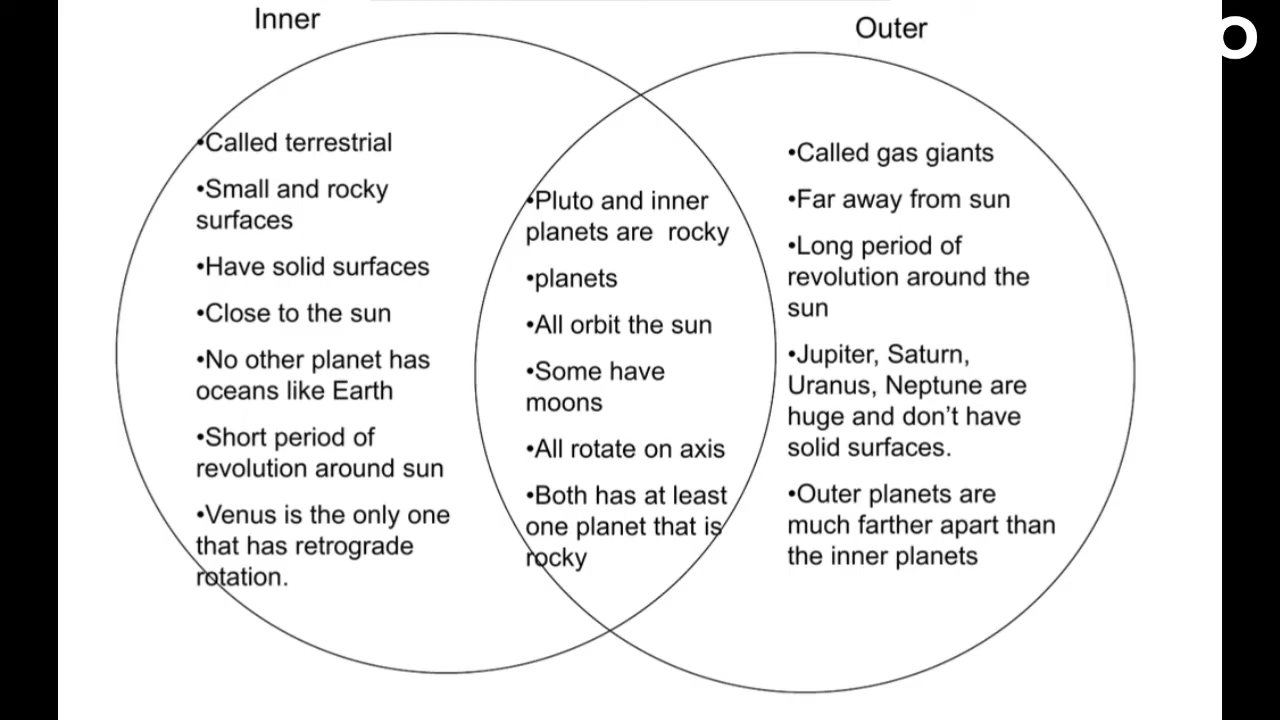 Inner
•Called terrestrial
•Small and rocky
surfaces
•Have solid surfaces
•Close to the sun
•No other planet has
oceans like Earth
•Short period of
revolution around sun
•Venus is the only one
that has retrograde
rotation.
•Pluto and inner
planets are rocky
•planets
•All orbit the sun
•Some have
moons
•All rotate on axis
•Both has at least
one planet that is
rocky
Outer
•Called gas giants
•Far away from sun
•Long period of
revolution around the
sun
•Jupiter, Saturn,
Uranus, Neptune are
huge and don’t have
solid surfaces.
•Outer planets are
much farther apart than
the inner planets